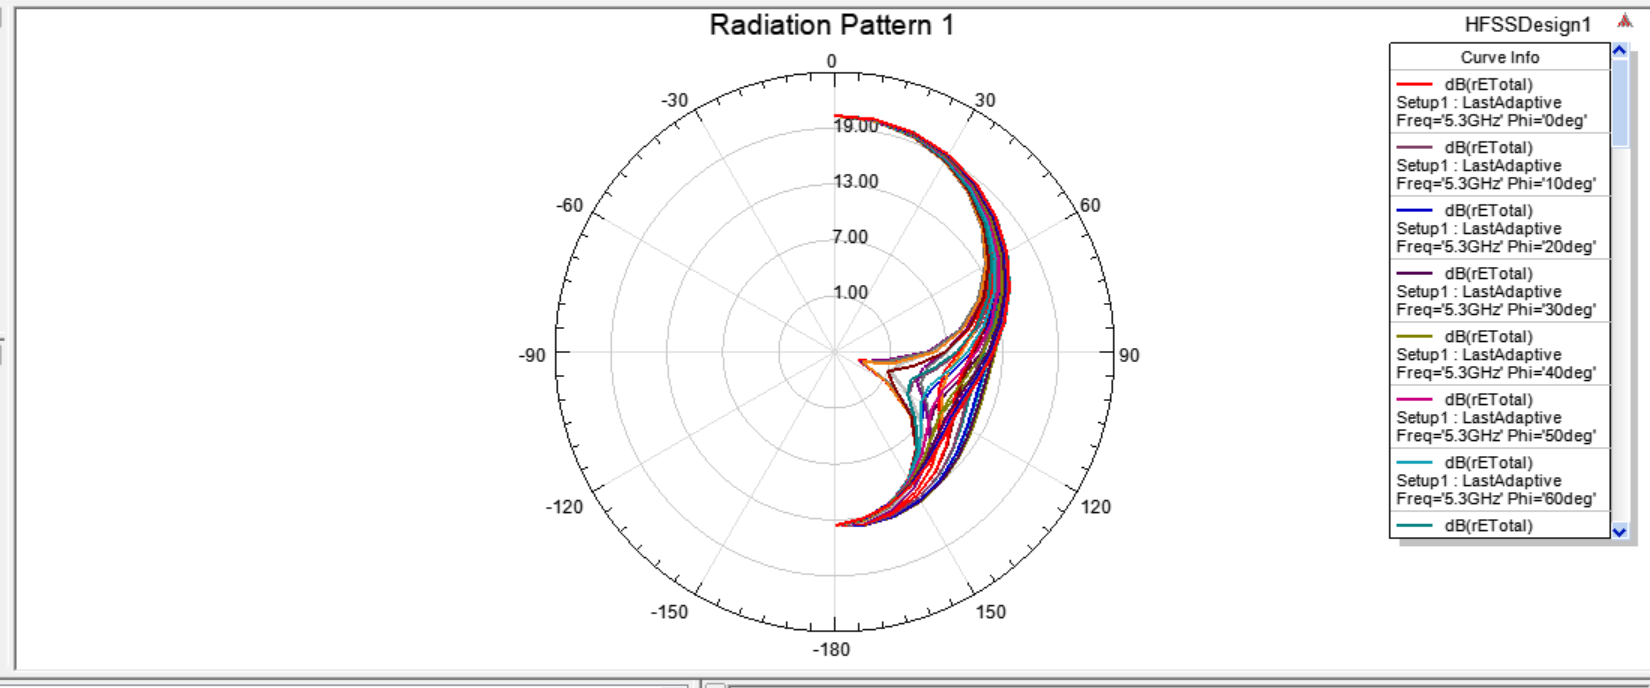 Radiation Pattern 1
HFSSDesign1
0
-30
30
-60
60
-90
90
-120
120
-150
150
-180
19.00
13.00
7.00
1.00
Curve Info
dB(rETotal)
Setup1 : LastAdaptive
Freq='5.3GHz' Phi='0deg'
dB(rETotal)
Setup1 : LastAdaptive
Freq='5.3GHz' Phi='10deg'
dB(rETotal)
Setup1 : LastAdaptive
Freq='5.3GHz' Phi='20deg'
dB(rETotal)
Setup1 : LastAdaptive
Freq='5.3GHz' Phi='30deg'
dB(rETotal)
Setup1 : LastAdaptive
Freq='5.3GHz' Phi='40deg'
dB(rETotal)
Setup1 : LastAdaptive
Freq='5.3GHz' Phi='50deg'
dB(rETotal)
Setup1 : LastAdaptive
Freq='5.3GHz' Phi='60deg'
dB(rETotal)